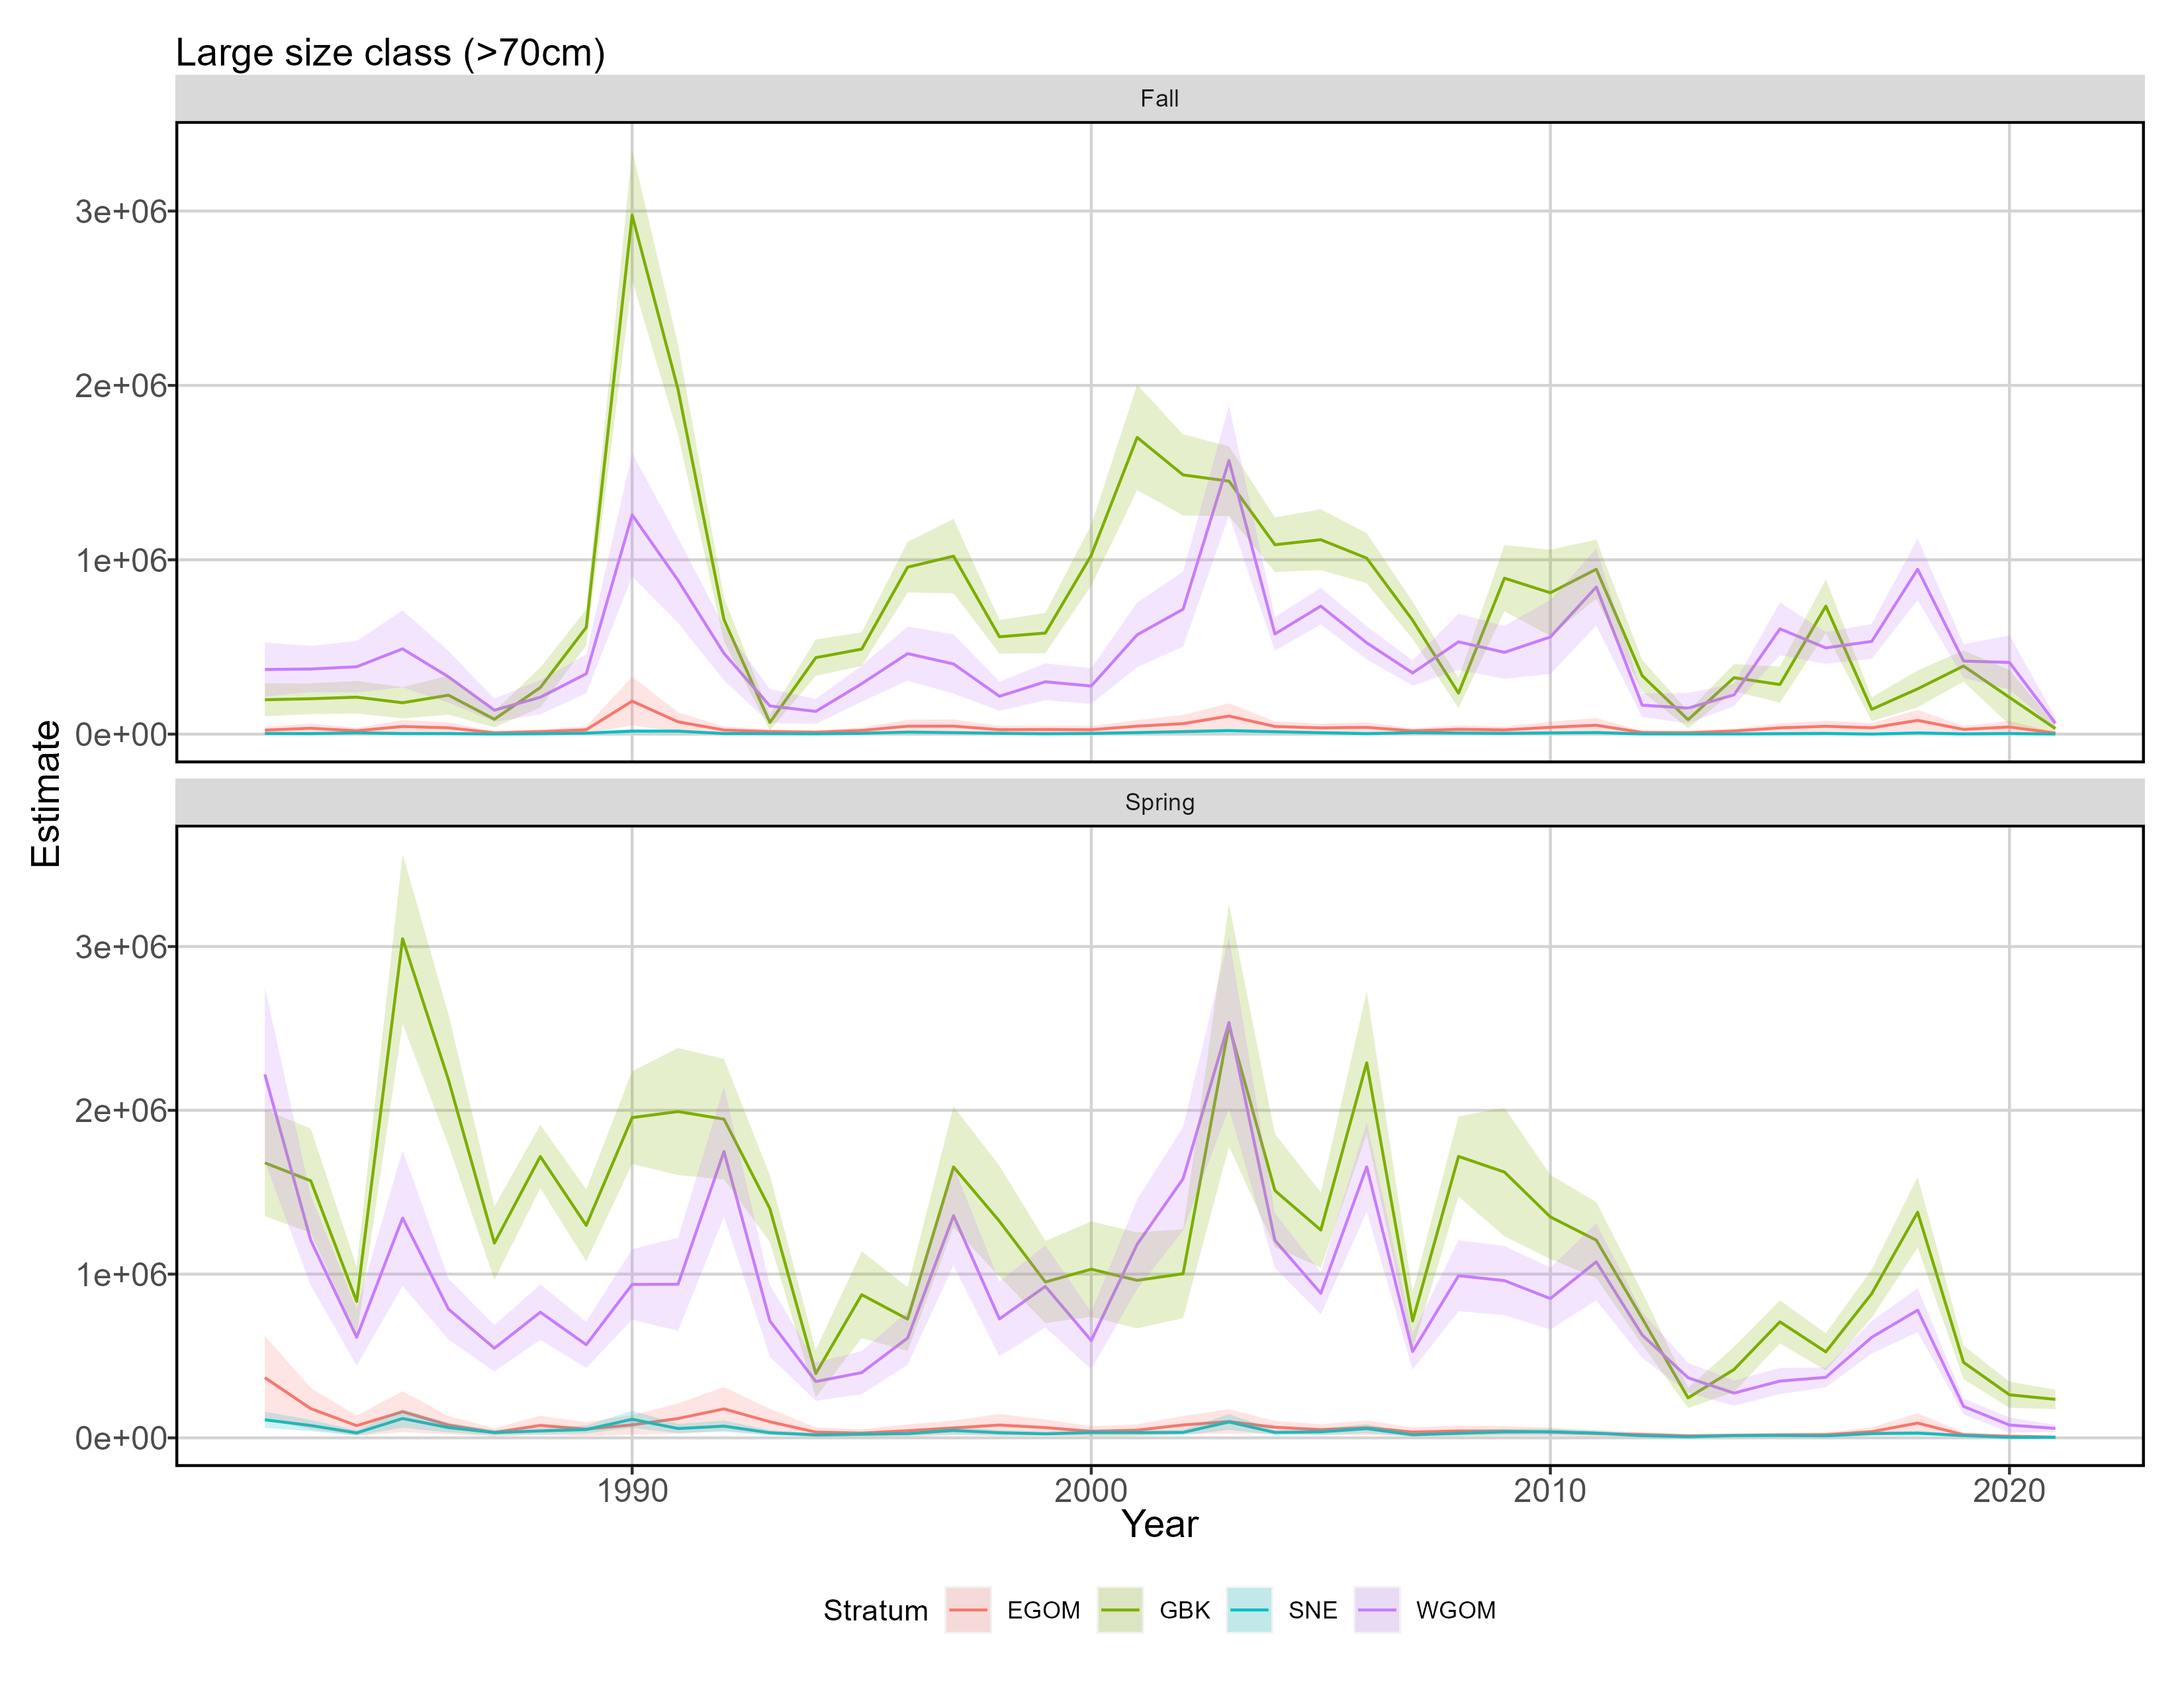 Large size class (>70cm)
Fall
3e+06
2e+06
1e+06
0e+00
Estimate
Spring
3e+06
2e+06
1e+06
0e+00
1990 2000 2010 2020
Year
Stratum EGOM GBK SNE WGOM